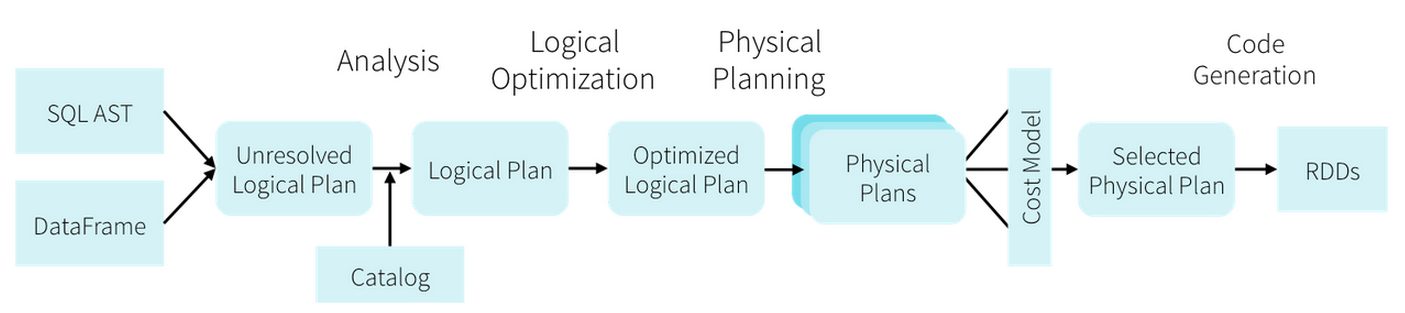 Analysis
Logical
Optimization
Physical
Planning
Code
Generation
SQL AST
DataFrame
Unresolved
Logical Plan
Catalog
Logical Plan
Optimized
Logical Plan
Physical
Plans
Cost Model
Selected
Physical Plan
RDDs